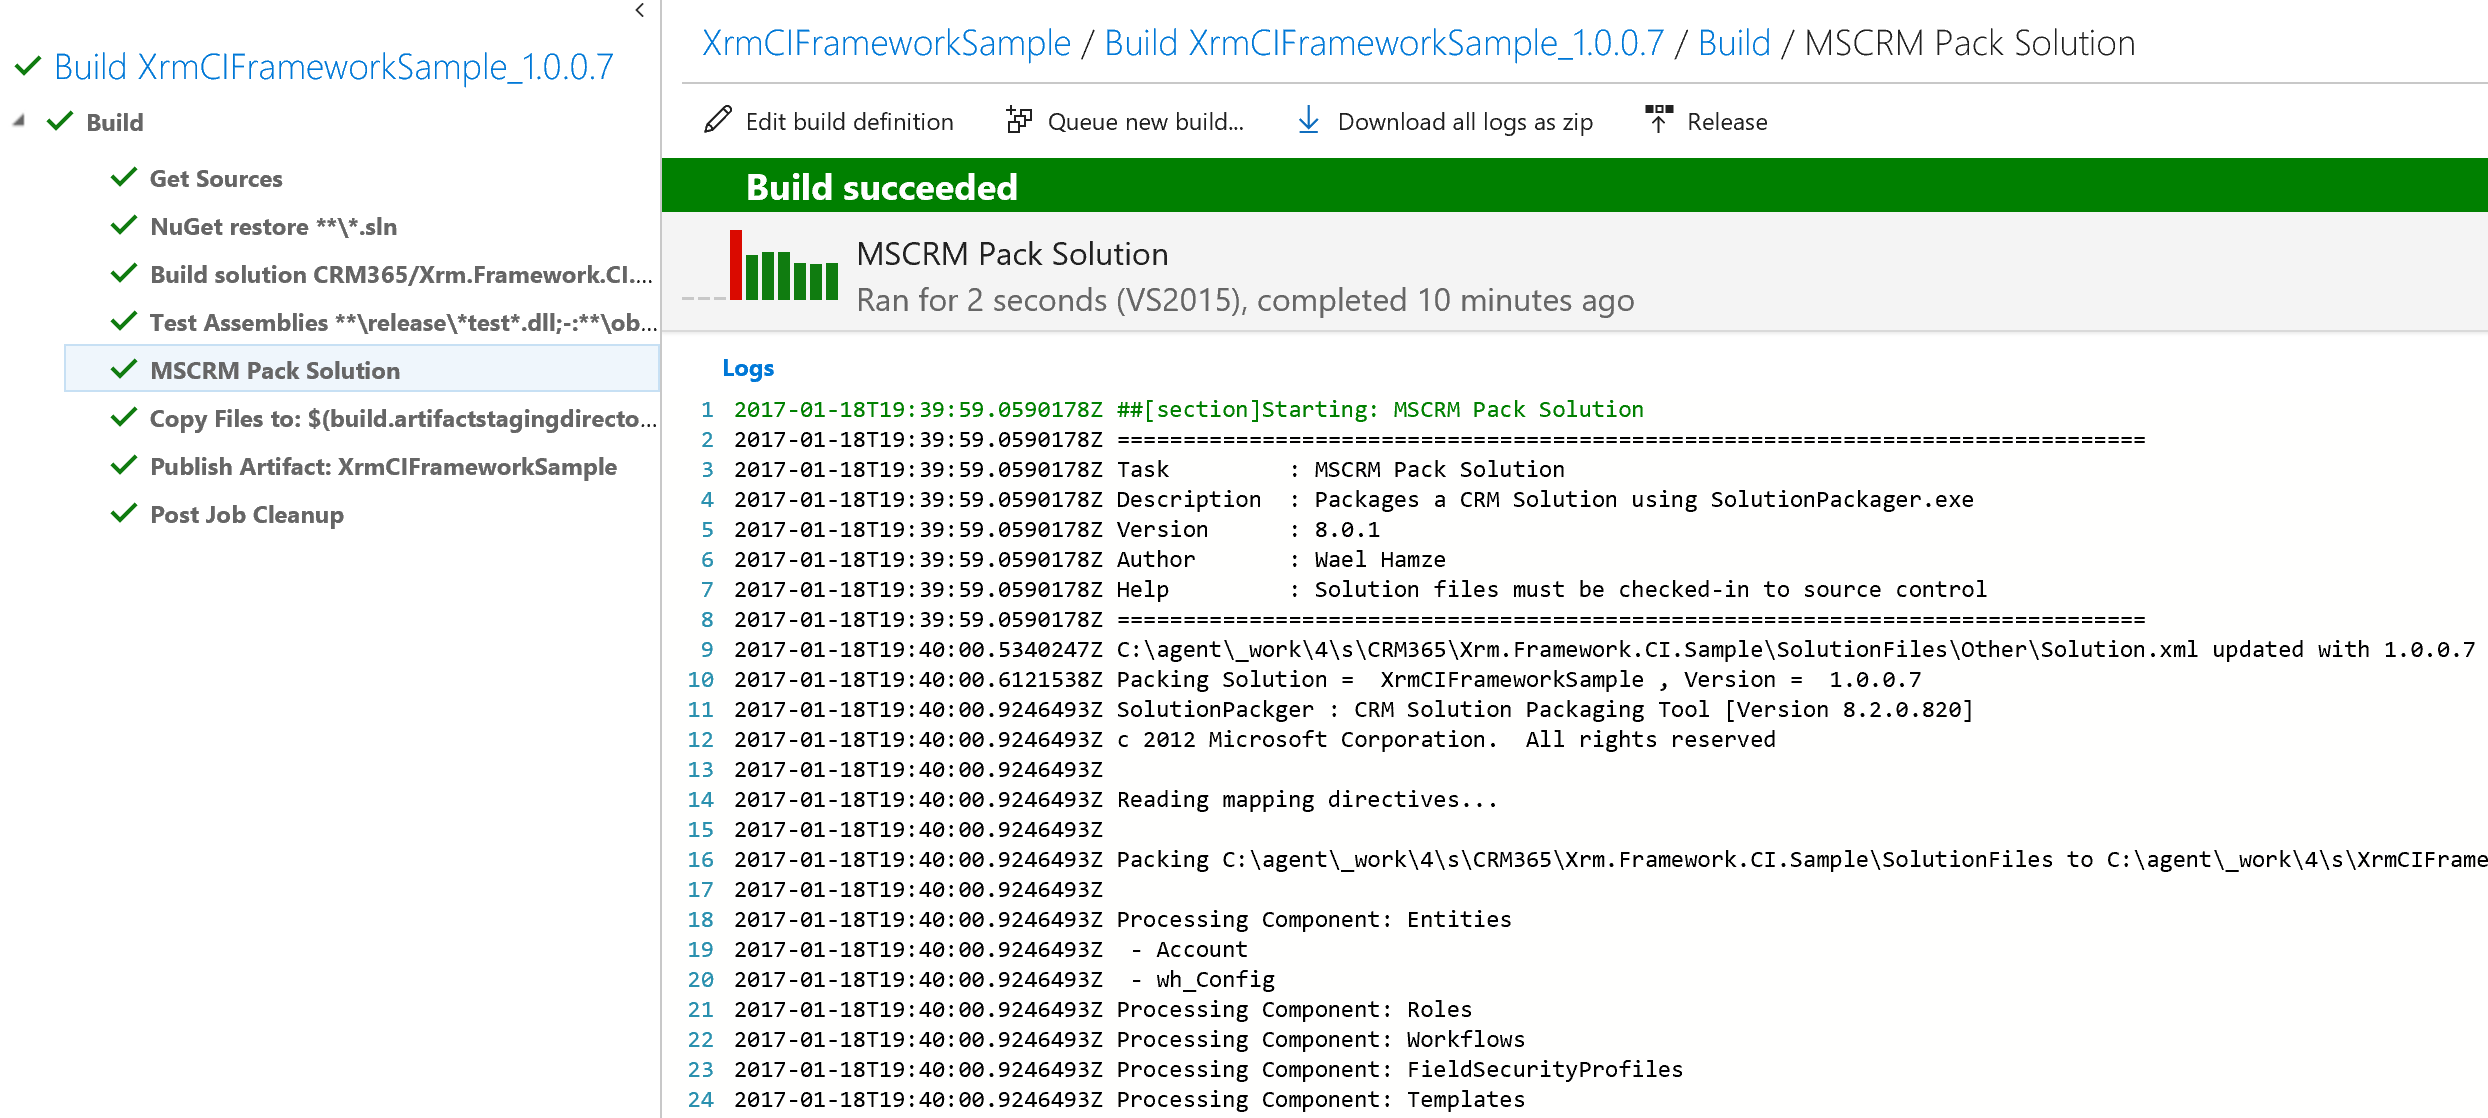 Build XrmCIFrameworkSample_1.0.0.7
Build
Get Sources
NuGet restore **\*.sln
Build solution CRM365/Xrm.Framework.CI....
Test Assemblies **\release\*test*.dll;-:**\ob...
MSCRM Pack Solution
Copy Files to: $(build.artifactstagingdirecto...
Publish Artifact: XrmCIFrameworkSample
Post Job Cleanup
XrmCIFrameworkSample / Build XrmCIFrameworkSample_1.0.0.7 / Build / MSCRM Pack Solution
Edit build definition Queue new build... Download all logs as zip Release
Build succeeded
MSCRM Pack Solution
Ran for 2 seconds (VS2015), completed 10 minutes ago
Logs
1 2017-01-18T19:39:59.0590178Z ##[section]Starting: MSCRM Pack Solution
2 2017-01-18T19:39:59.0590178Z ==============================================================================
3 2017-01-18T19:39:59.0590178Z Task         : MSCRM Pack Solution
4 2017-01-18T19:39:59.0590178Z Description  : Packages a CRM Solution using SolutionPackager.exe
5 2017-01-18T19:39:59.0590178Z Version      : 8.0.1
6 2017-01-18T19:39:59.0590178Z Author       : Wael Hamze
7 2017-01-18T19:39:59.0590178Z Help         : Solution files must be checked-in to source control
8 2017-01-18T19:39:59.0590178Z ==============================================================================
9 2017-01-18T19:40:00.5340247Z C:\agent\_work\4\s\CRM365\Xrm.Framework.CI.Sample\SolutionFiles\Other\Solution.xml updated with 1.0.0.7
10 2017-01-18T19:40:00.6121538Z Packing Solution =  XrmCIFrameworkSample , Version =  1.0.0.7
11 2017-01-18T19:40:00.9246493Z SolutionPackger : CRM Solution Packaging Tool [Version 8.2.0.820]
12 2017-01-18T19:40:00.9246493Z c 2012 Microsoft Corporation.  All rights reserved
13 2017-01-18T19:40:00.9246493Z
14 2017-01-18T19:40:00.9246493Z Reading mapping directives...
15 2017-01-18T19:40:00.9246493Z
16 2017-01-18T19:40:00.9246493Z Packing C:\agent\_work\4\s\CRM365\Xrm.Framework.CI.Sample\SolutionFiles to C:\agent\_work\4\s\XrmCIFrame
17 2017-01-18T19:40:00.9246493Z
18 2017-01-18T19:40:00.9246493Z Processing Component: Entities
19 2017-01-18T19:40:00.9246493Z  - Account
20 2017-01-18T19:40:00.9246493Z  - wh_Config
21 2017-01-18T19:40:00.9246493Z Processing Component: Roles
22 2017-01-18T19:40:00.9246493Z Processing Component: Workflows
23 2017-01-18T19:40:00.9246493Z Processing Component: FieldSecurityProfiles
24 2017-01-18T19:40:00.9246493Z Processing Component: Templates